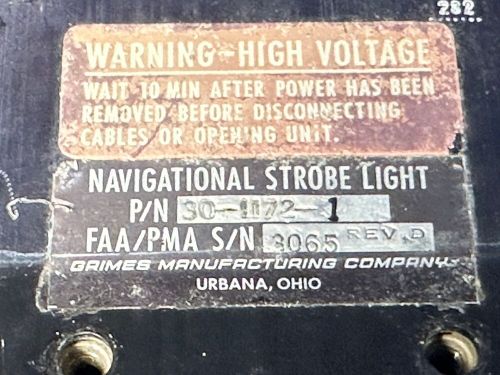 282
WARNING-HIGH VOLTAGE
WAIT 10 MIN AFTER POWER HAS BEEN
REMOVED BEFORE DISCONNECTING
CABLES OR OPENING UNIT.
NAVIGATIONAL STROBE LIGHT
P/N 30-1172-1
FAA/PMA S/N 3065 REV.D
GRIMES MANUFACTURING COMPANY
URBANA, OHIO